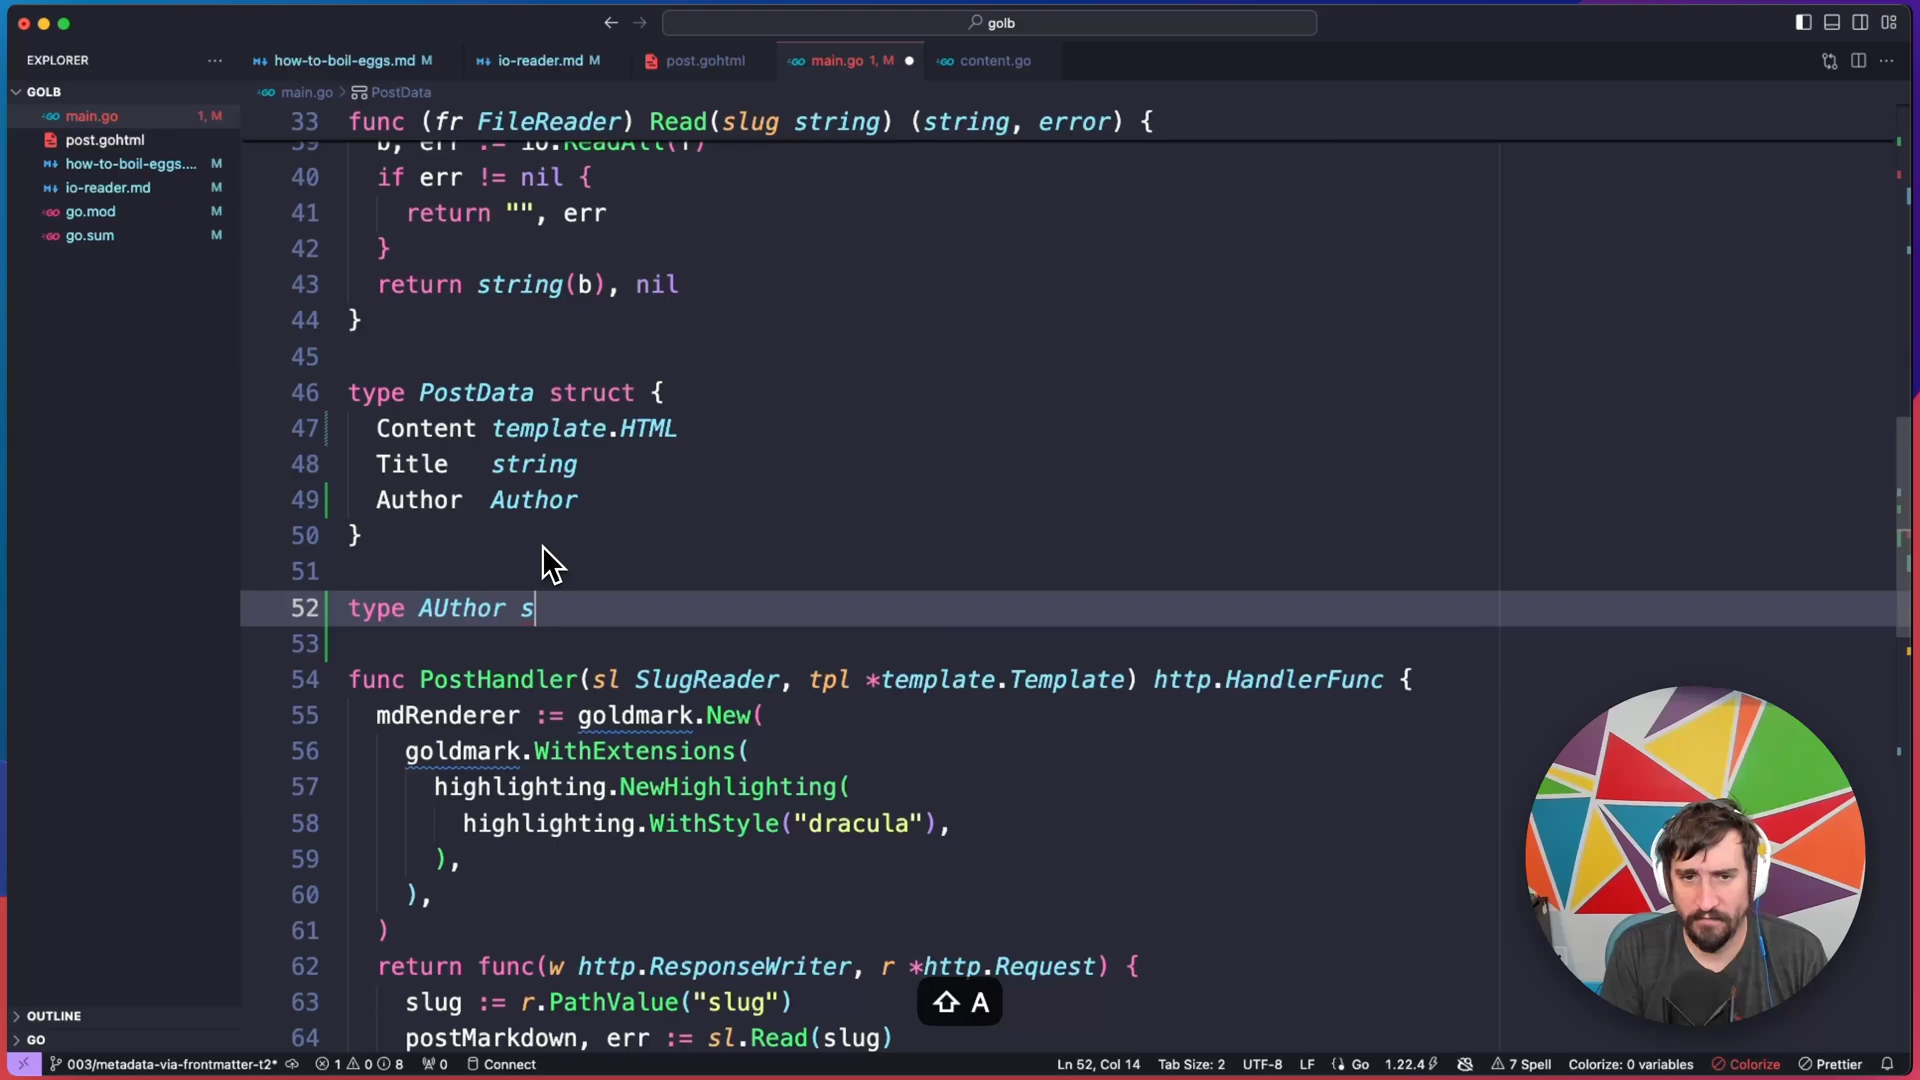 golb
EXPLORER ···
how-to-boil-eggs.md M
io-reader.md M
post.gohtml
main.go 1, M
content.go
GOLB
main.go 1, M
post.gohtml
how-to-boil-eggs.... M
io-reader.md M
go.mod M
go.sum M
OUTLINE
GO
main.go > PostData
33 func (fr FileReader) Read(slug string) (string, error) {
39 b, err := io.ReadAll(f)
40 if err != nil {
41 return "", err
42 }
43 return string(b), nil
44 }
45
46 type PostData struct {
47 Content template.HTML
48 Title string
49 Author Author
50 }
51
52 type AUthor s
53
54 func PostHandler(sl SlugReader, tpl *template.Template) http.HandlerFunc {
55 mdRenderer := goldmark.New(
56 goldmark.WithExtensions(
57 highlighting.NewHighlighting(
58 highlighting.WithStyle("dracula"),
59 ),
60 ),
61 )
62 return func(w http.ResponseWriter, r *http.Request) {
63 slug := r.PathValue("slug")
64 postMarkdown, err := sl.Read(slug)
⇧ A
003/metadata-via-frontmatter-t2* 1 0 8 0 Connect Ln 52, Col 14 Tab Size: 2 UTF-8 LF Go 1.22.4 7 Spell Colorize: 0 variables Colorize Prettier